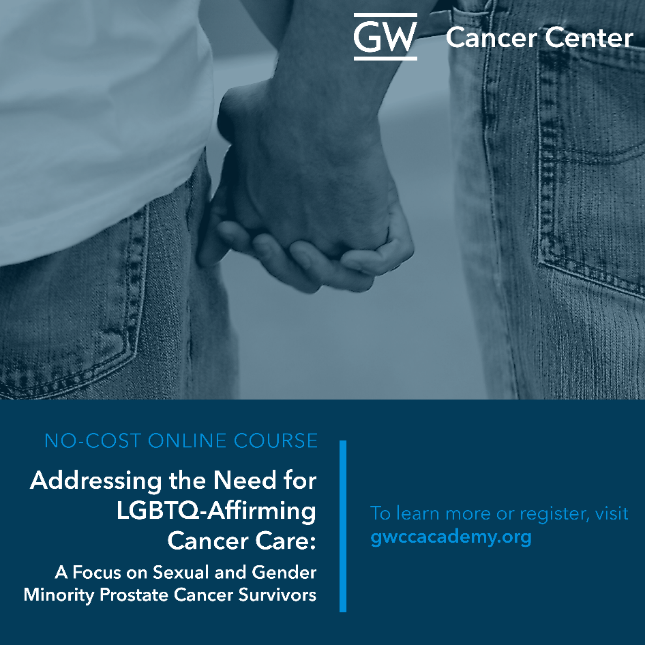 GW Cancer Center
NO-COST ONLINE COURSE
Addressing the Need for
LGBTQ-Affirming
Cancer Care:
A Focus on Sexual and Gender
Minority Prostate Cancer Survivors
To learn more or register, visit
gwccacademy.org